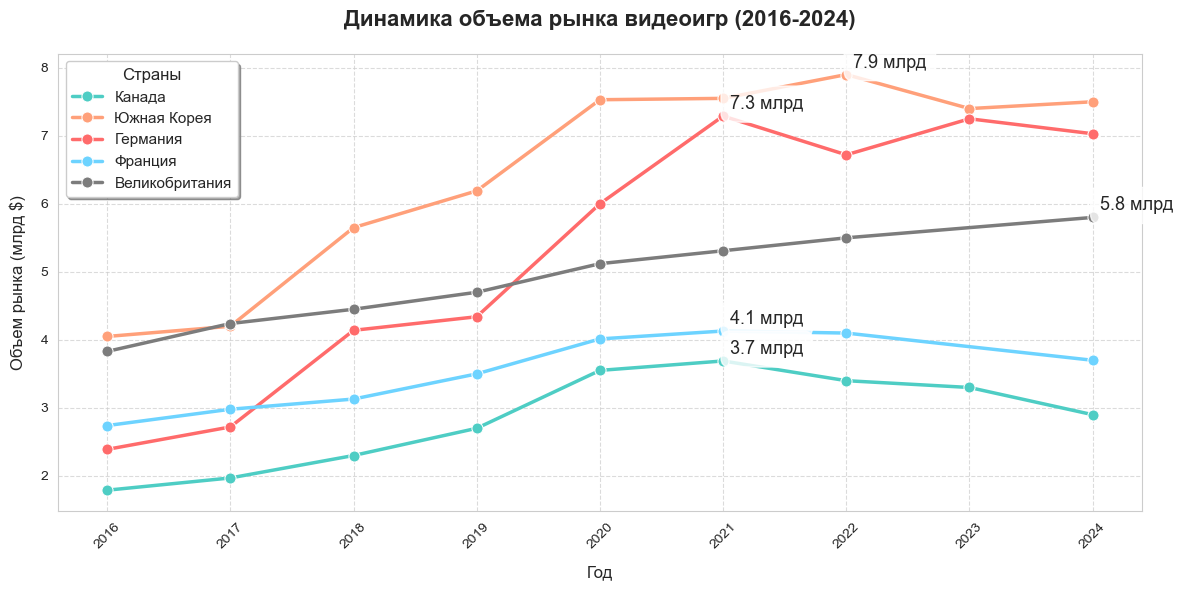 Динамика объема рынка видеоигр (2016-2024)
Объем рынка (млрд $)
8
7
6
5
4
3
2
Страны
Канада
Южная Корея
Германия
Франция
Великобритания
7.9 млрд
7.3 млрд
5.8 млрд
4.1 млрд
3.7 млрд
2016 2017 2018 2019 2020 2021 2022 2023 2024
Год